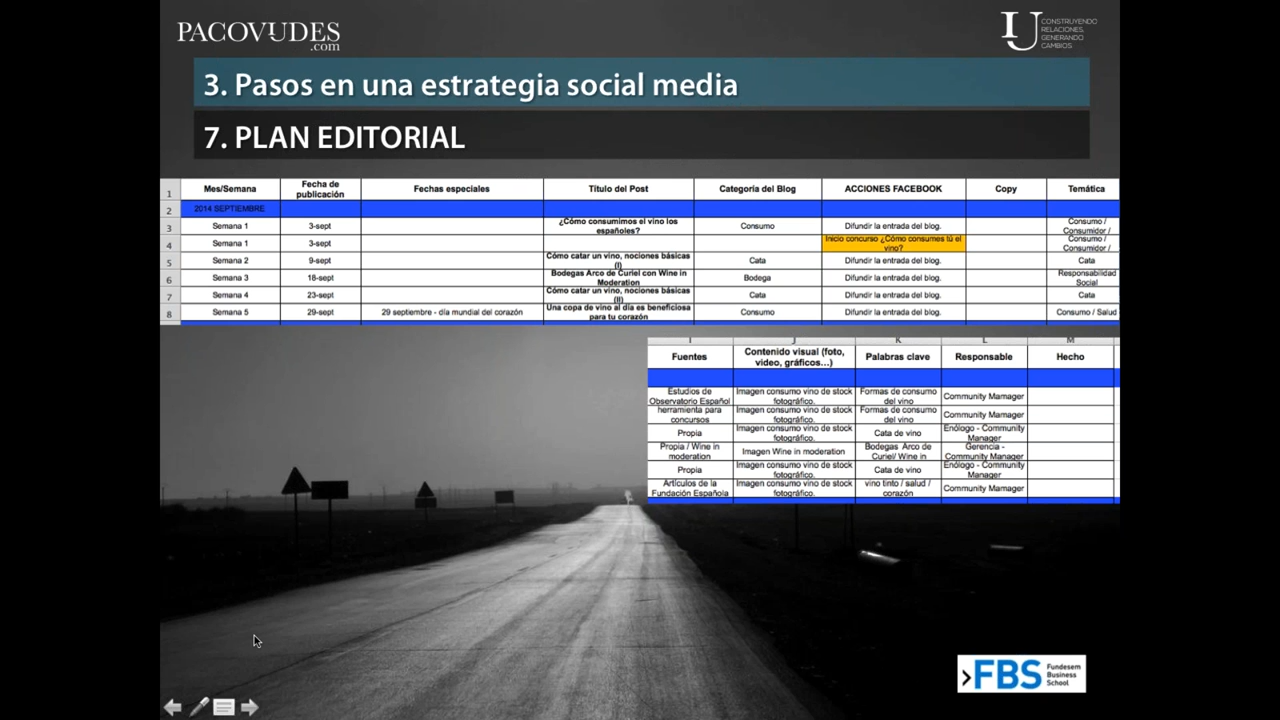 PACOVUDES
.com
U CONSTRUYENDO
RELACIONES,
GENERANDO
CAMBIOS
3. Pasos en una estrategia social media
7. PLAN EDITORIAL
1 Mes/Semana Fecha de publicación Fechas especiales Título del Post Categoría del Blog ACCIONES FACEBOOK Copy Temática
2 2014 SEPTIEMBRE
3 Semana 1 3-sept ¿Cómo consumimos el vino los españoles? Consumo Difundir la entrada del blog. Consumo / Consumidor /
4 Semana 1 3-sept Inicio concurso ¿Cómo consumes tú el vino? Consumo / Consumidor /
5 Semana 2 9-sept Cómo catar un vino, nociones básicas (I) Cata Difundir la entrada del blog. Cata
6 Semana 3 18-sept Bodegas Arco de Curiel con Wine in Moderation Bodega Difundir la entrada del blog. Responsabilidad Social
7 Semana 4 23-sept Cómo catar un vino, nociones básicas (II) Cata Difundir la entrada del blog. Cata
8 Semana 5 29-sept 29 septiembre - día mundial del corazón Una copa de vino al día es beneficiosa para tu corazón Consumo Difundir la entrada del blog. Consumo / Salud
I J K L M
Fuentes Contenido visual (foto, video, gráficos...) Palabras clave Responsable Hecho
Estudios de Observatorio Español Imagen consumo vino de stock fotográfico. Formas de consumo del vino Community Mamager
herramienta para concursos Imagen consumo vino de stock fotográfico. Formas de consumo del vino Community Mamager
Propia Imagen consumo vino de stock fotográfico. Cata de vino Enólogo - Community Manager
Propia / Wine in moderation Imagen Wine in moderation Bodegas Arco de Curiel/ Wine in Gerencia - Community Manager
Propia Imagen consumo vino de stock fotográfico. Cata de vino Enólogo - Community Manager
Artículos de la Fundación Española Imagen consumo vino de stock fotográfico. vino tinto / salud / corazón Community Mamager
FBS Fundesem
Business
School